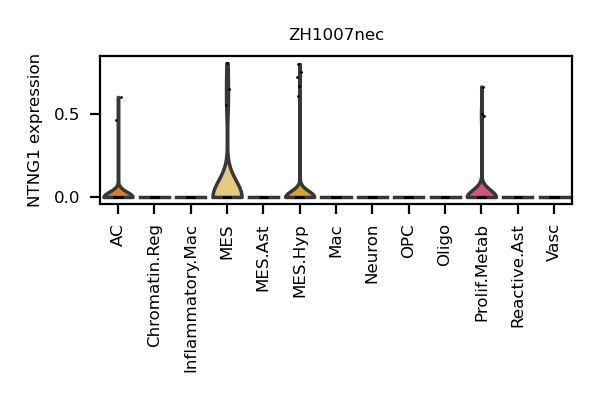 ZH1007nec
NTNG1 expression
0.5
0.0
AC
Chromatin.Reg
Inflammatory.Mac
MES
MES.Ast
MES.Hyp
Mac
Neuron
OPC
Oligo
Prolif.Metab
Reactive.Ast
Vasc